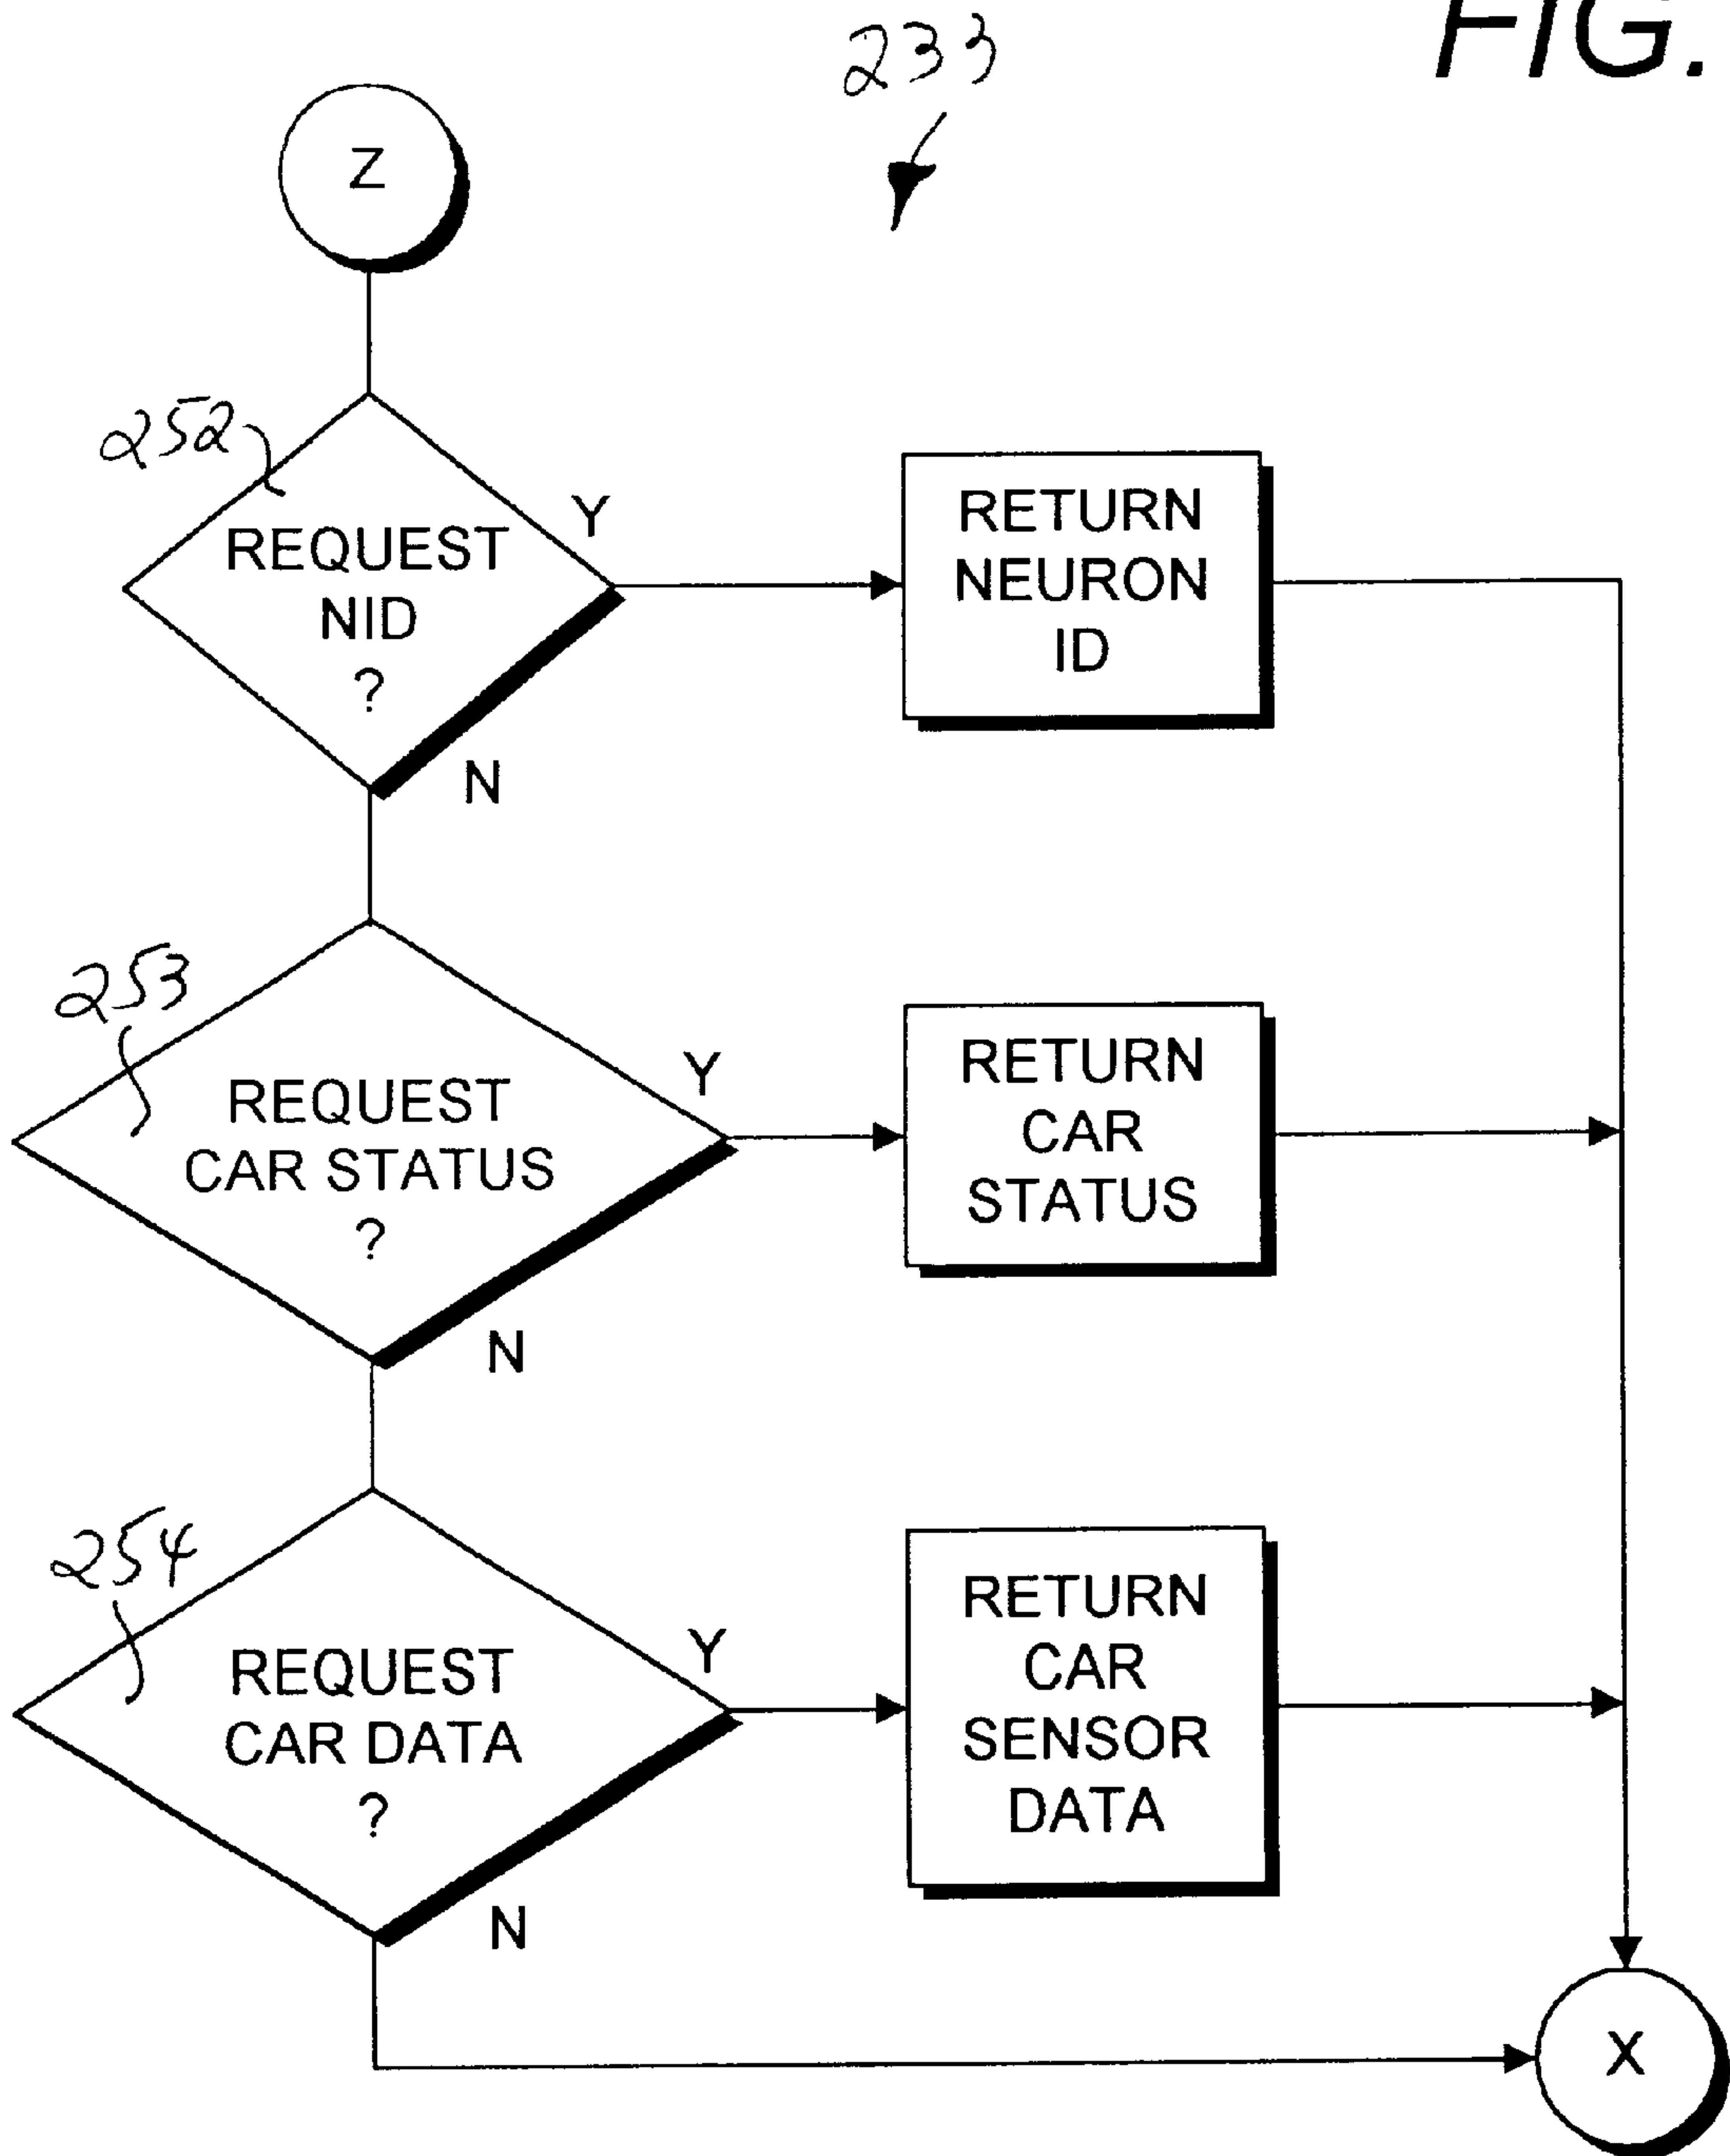 FIG.
233
Z
252
REQUEST
NID
?
Y
N
RETURN
NEURON
ID
253
REQUEST
CAR STATUS
?
Y
N
RETURN
CAR
STATUS
254
REQUEST
CAR DATA
?
Y
N
RETURN
CAR
SENSOR
DATA
X